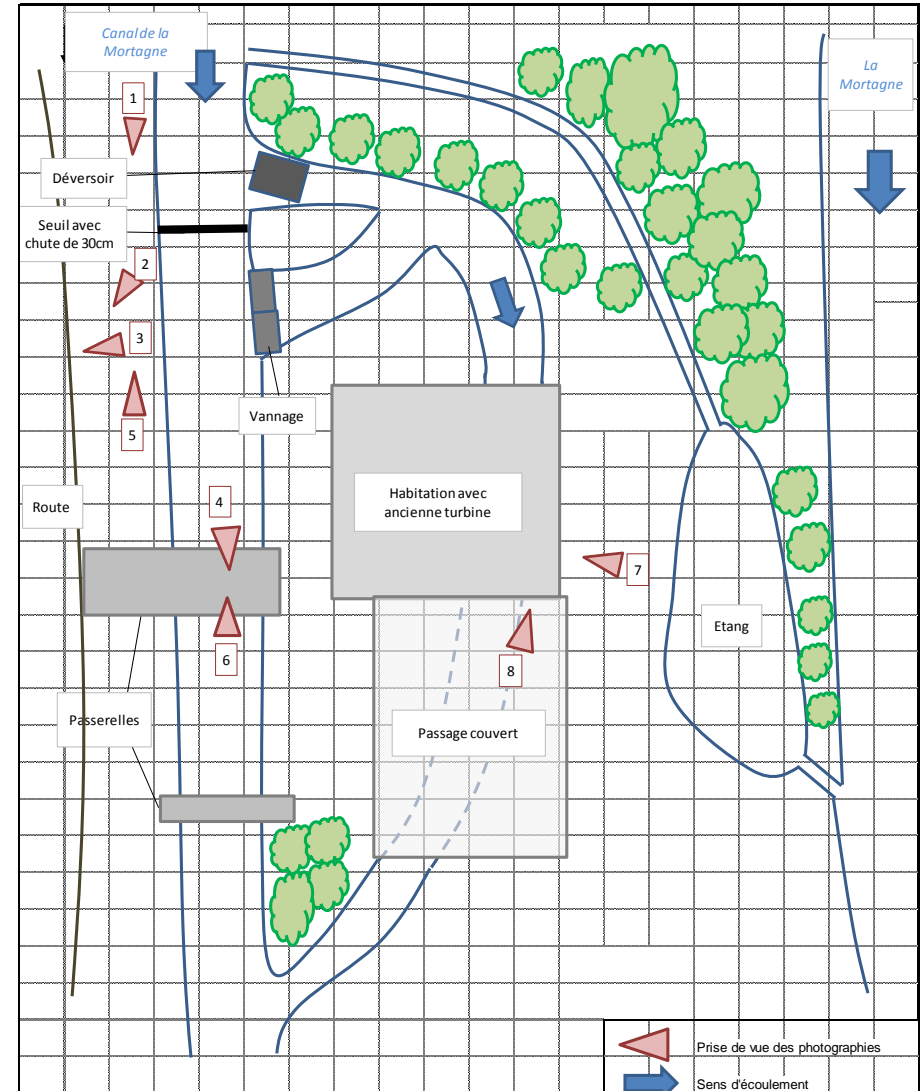 Canal de la
Mortagne
La
Mortagne
1
Déversoir
Seuil avec
chute de 30cm
2
3
5
Vannage
4
Route
Habitation avec
ancienne turbine
7
6
8
Etang
Passerelles
Passage couvert
Prise de vue des photographies
Sens d'écoulement